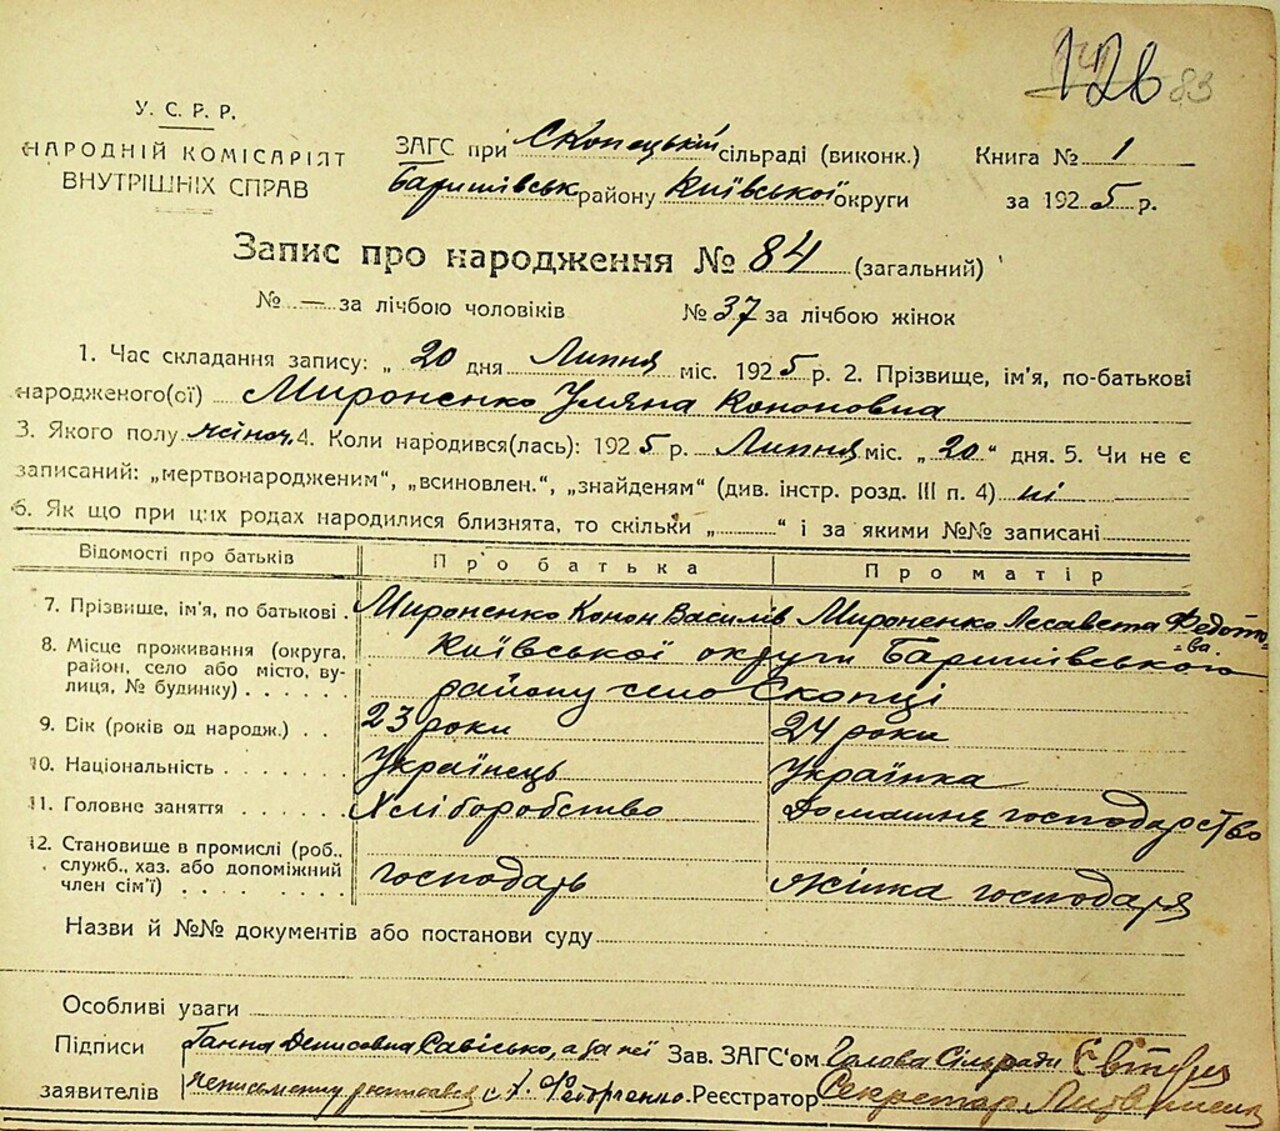 126 83
У. С. Р. Р.
НАРОДНІЙ КОМІСАРІЯТ
ВНУТРІШНІХ СПРАВ
ЗАГС при Скопецькій сільраді (виконк.) Книга № 1
Баришівськ району Київської округи за 1925 р.
Запис про народження № 84 (загальний)
№ — за лічбою чоловіків № 37 за лічбою жінок
1. Час складання запису: „ 20 дня Липня міс. 1925 р. 2. Прізвище, ім'я, по-батькові
народженого(ої) Мироненко Уляна Кононовна
3. Якого полу жіноч. 4. Коли народився(лась): 1925 р. Липня міс. „ 20 “ дня. 5. Чи не є
записаний: „мертвонародженим“, „всиновлен.“, „знайденям“ (див. інстр. розд. III п. 4) ні
6. Як що при цих родах народилися близнята, то скільки „ “ і за якими №№ записані
Відомості про батьків Про батька Про матір
7. Прізвище, ім'я, по батькові . Мироненко Конон Василів Мироненко Лесавета Федотова
8. Місце проживання (округа, район, село або місто, вулиця, № будинку) . . . . . . Київської округи Баришівського
району село Скопці
9. Вік (років од народж.) . . 23 роки 24 роки
10. Національність . . . . . . . Українець Українка
11. Головне заняття . . . . . . Хліборобство Домашнє господарство
12. Становище в промислі (роб., служб., хаз. або допоміжний член сім'ї) . . . . . . господарь жінка господаря
Назви й №№ документів або постанови суду
Особливі узаги
Підписи Ганна Денисовна Савісько, а за неї Зав. ЗАГС'ом Голова Сільради
заявителів неписьменну с. Х. Федорченко Реєстратор Секретар